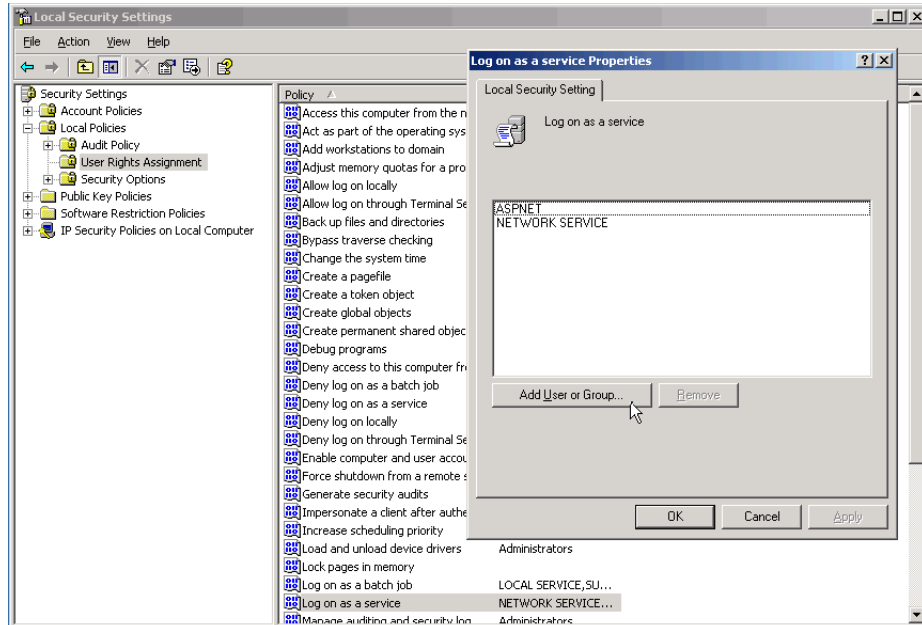 Local Security Settings
File Action View Help
Security Settings
Account Policies
Local Policies
Audit Policy
User Rights Assignment
Security Options
Public Key Policies
Software Restriction Policies
IP Security Policies on Local Computer
Policy
Access this computer from the n
Act as part of the operating sys
Add workstations to domain
Adjust memory quotas for a pro
Allow log on locally
Allow log on through Terminal Se
Back up files and directories
Bypass traverse checking
Change the system time
Create a pagefile
Create a token object
Create global objects
Create permanent shared objec
Debug programs
Deny access to this computer fr
Deny log on as a batch job
Deny log on as a service
Deny log on locally
Deny log on through Terminal Se
Enable computer and user accou
Force shutdown from a remote s
Generate security audits
Impersonate a client after authe
Increase scheduling priority
Load and unload device drivers Administrators
Lock pages in memory
Log on as a batch job LOCAL SERVICE,SU...
Log on as a service NETWORK SERVICE...
Manage auditing and security log Administrators
Log on as a service Properties
Local Security Setting
Log on as a service
ASPNET
NETWORK SERVICE
Add User or Group... Remove
OK Cancel Apply